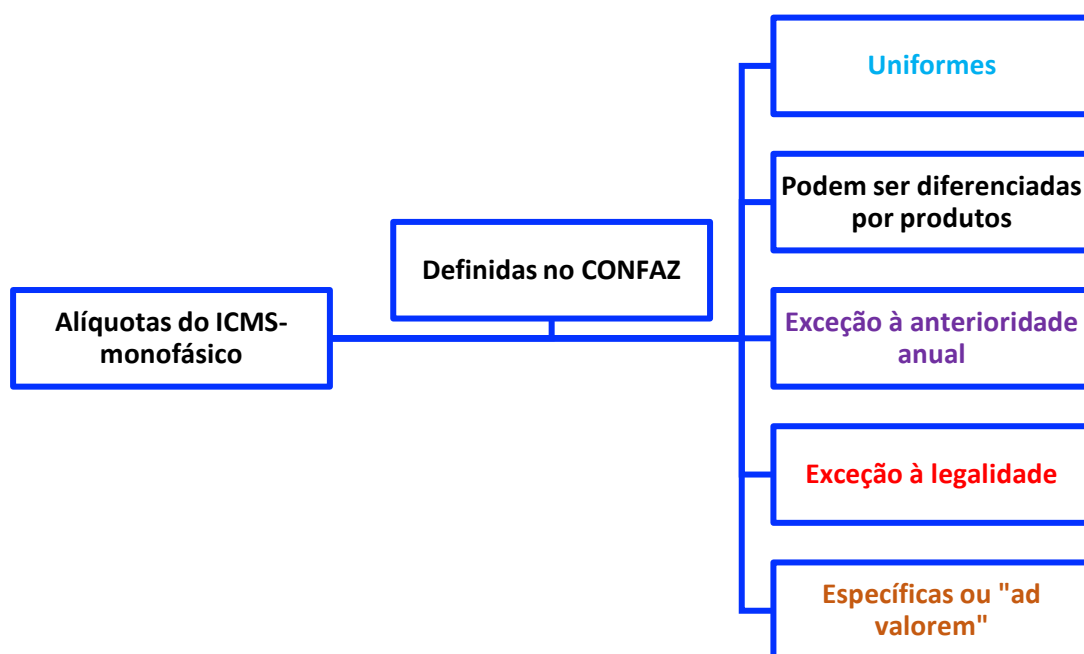 Alíquotas do ICMS-
monofásico
Definidas no CONFAZ
Uniformes
Podem ser diferenciadas
por produtos
Exceção à anterioridade
anual
Exceção à legalidade
Específicas ou "ad
valorem"